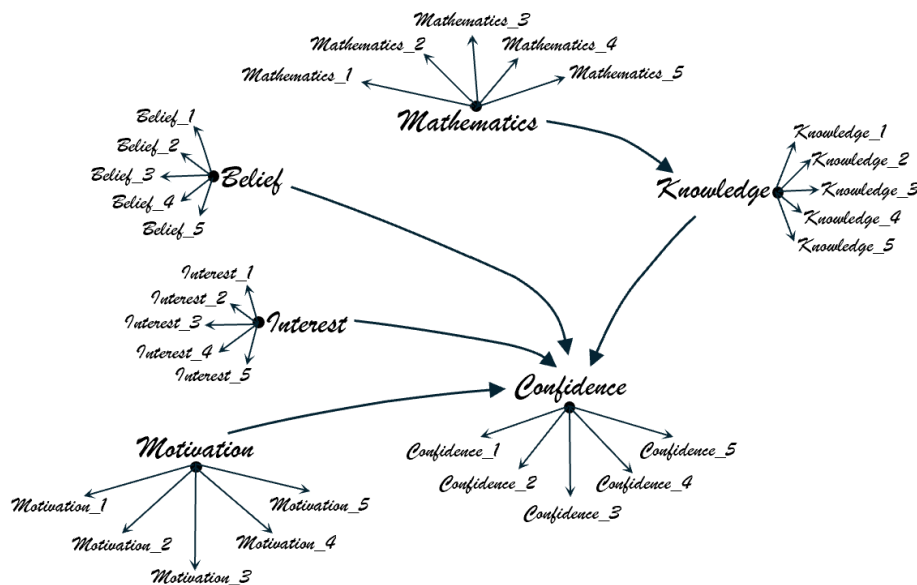 Mathematics_3
Mathematics_2
Mathematics_4
Mathematics_1
Mathematics_5
Mathematics
Belief_1
Belief_2
Belief_3
Belief_4
Belief_5
Belief
Knowledge_1
Knowledge_2
Knowledge_3
Knowledge_4
Knowledge_5
Knowledge
Interest_1
Interest_2
Interest_3
Interest_4
Interest_5
Interest
Confidence
Confidence_1
Confidence_2
Confidence_3
Confidence_4
Confidence_5
Motivation
Motivation_1
Motivation_2
Motivation_3
Motivation_4
Motivation_5